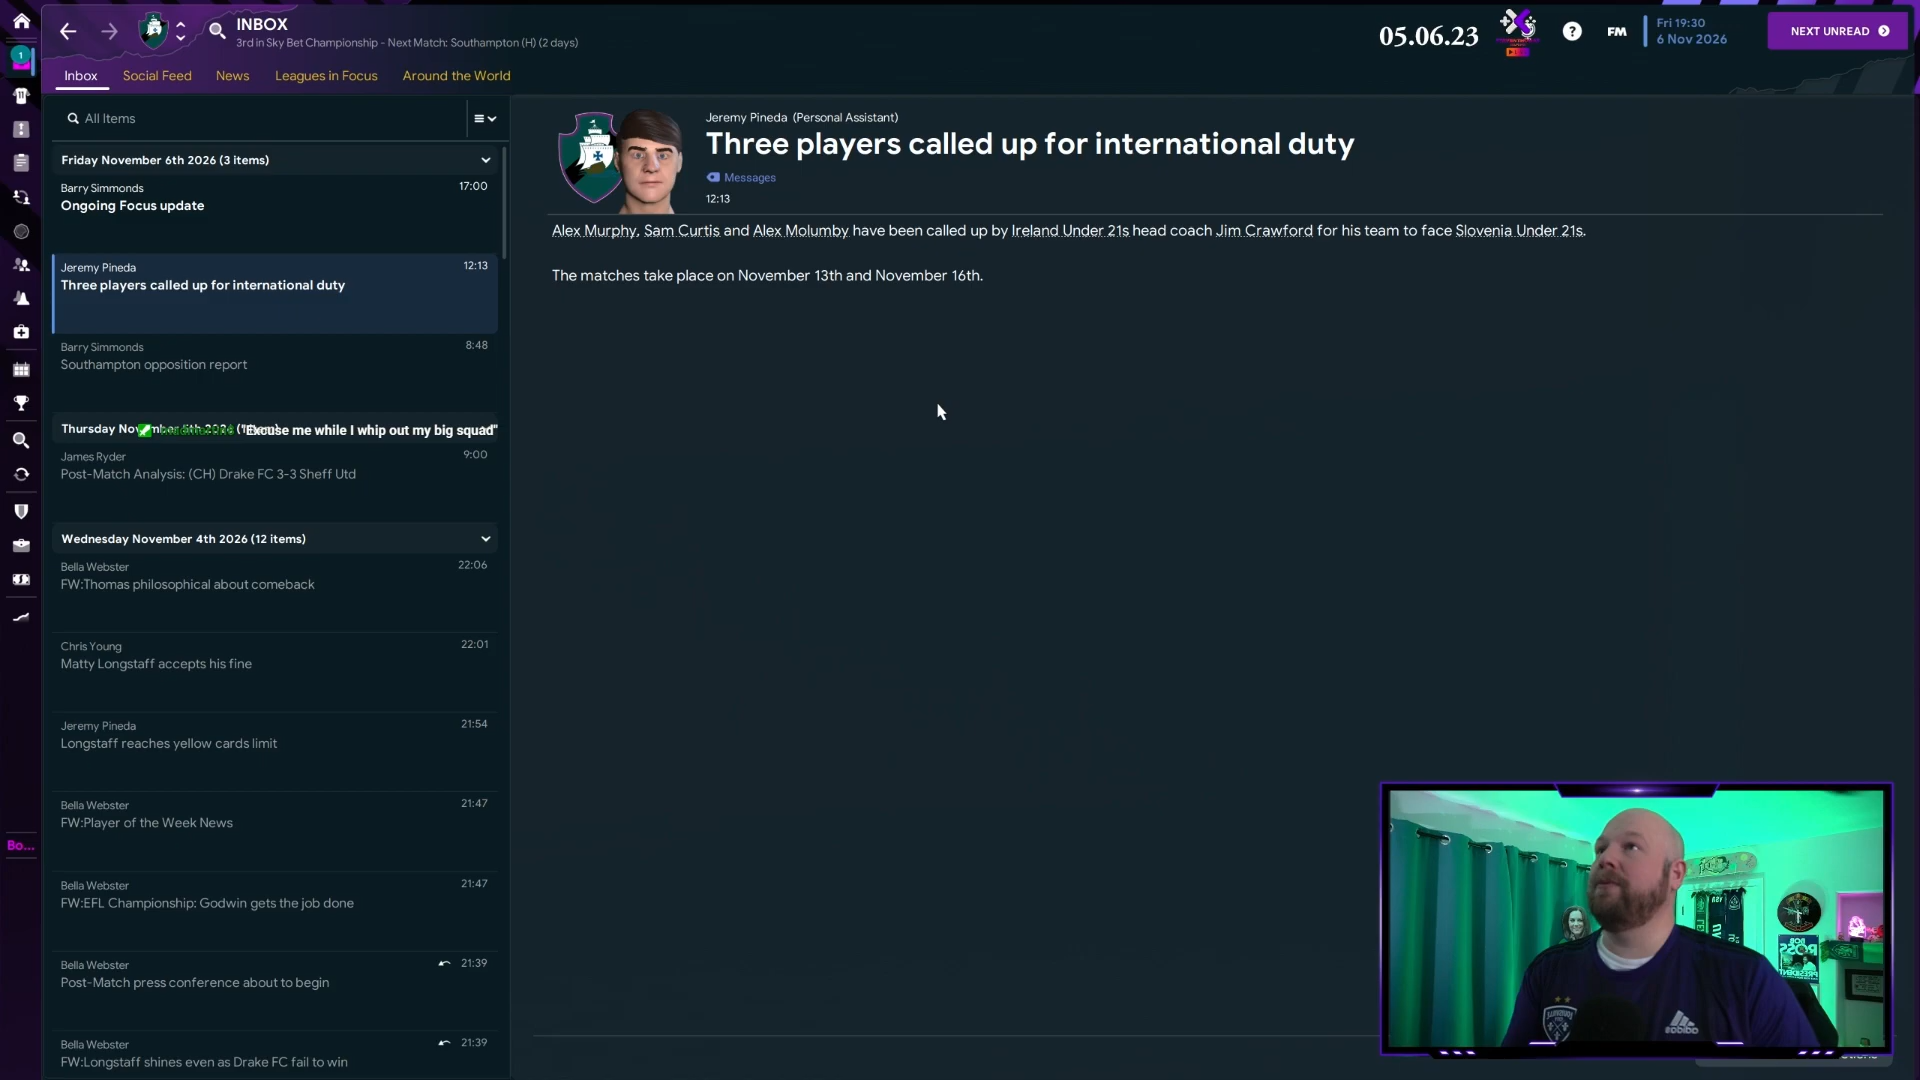 INBOX
3rd in Sky Bet Championship - Next Match: Southampton (H) (2 days)
05.06.23
FM
Fri 19:30
6 Nov 2026
NEXT UNREAD
1
Inbox
Social Feed
News
Leagues in Focus
Around the World
All Items
Friday November 6th 2026 (3 items)
Barry Simmonds
17:00
Ongoing Focus update
Jeremy Pineda
12:13
Three players called up for international duty
Barry Simmonds
8:48
Southampton opposition report
Thursday November 5th 2026
"Excuse me while I whip out my big squad"
James Ryder
9:00
Post-Match Analysis: (CH) Drake FC 3-3 Sheff Utd
Wednesday November 4th 2026 (12 items)
Bella Webster
22:06
FW:Thomas philosophical about comeback
Chris Young
22:01
Matty Longstaff accepts his fine
Jeremy Pineda
21:54
Longstaff reaches yellow cards limit
Bella Webster
21:47
FW:Player of the Week News
Bella Webster
21:47
FW:EFL Championship: Godwin gets the job done
Bella Webster
21:39
Post-Match press conference about to begin
Bella Webster
21:39
FW:Longstaff shines even as Drake FC fail to win
Bo...
Jeremy Pineda (Personal Assistant)
Three players called up for international duty
Messages
12:13
Alex Murphy, Sam Curtis and Alex Molumby have been called up by Ireland Under 21s head coach Jim Crawford for his team to face Slovenia Under 21s.
The matches take place on November 13th and November 16th.
adidas